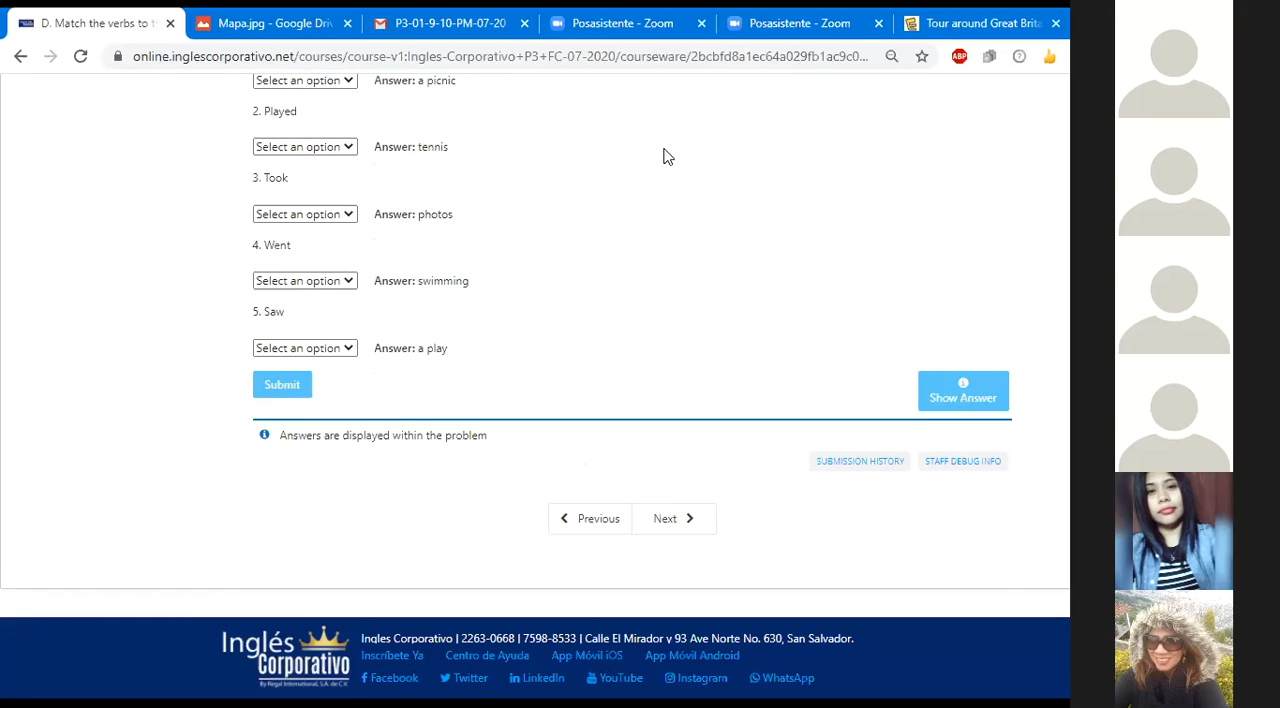 D. Match the verbs to t
Mapa.jpg - Google Driv
P3-01-9-10-PM-07-20
Posasistente - Zoom
Posasistente - Zoom
Tour around Great Brita
online.inglescorporativo.net/courses/course-v1:Ingles-Corporativo+P3+FC-07-2020/courseware/2bcbfd8a1ec64a029fb1ac9c0...
ABP
Select an option Answer: a picnic
2. Played
Select an option Answer: tennis
3. Took
Select an option Answer: photos
4. Went
Select an option Answer: swimming
5. Saw
Select an option Answer: a play
Submit
Show Answer
Answers are displayed within the problem
SUBMISSION HISTORY STAFF DEBUG INFO
Previous Next
Inglés Corporativo
By Regal International, S.A. de C.V.
Ingles Corporativo | 2263-0668 | 7598-8533 | Calle El Mirador y 93 Ave Norte No. 630, San Salvador.
Inscríbete Ya Centro de Ayuda App Móvil iOS App Móvil Android
Facebook Twitter LinkedIn YouTube Instagram WhatsApp